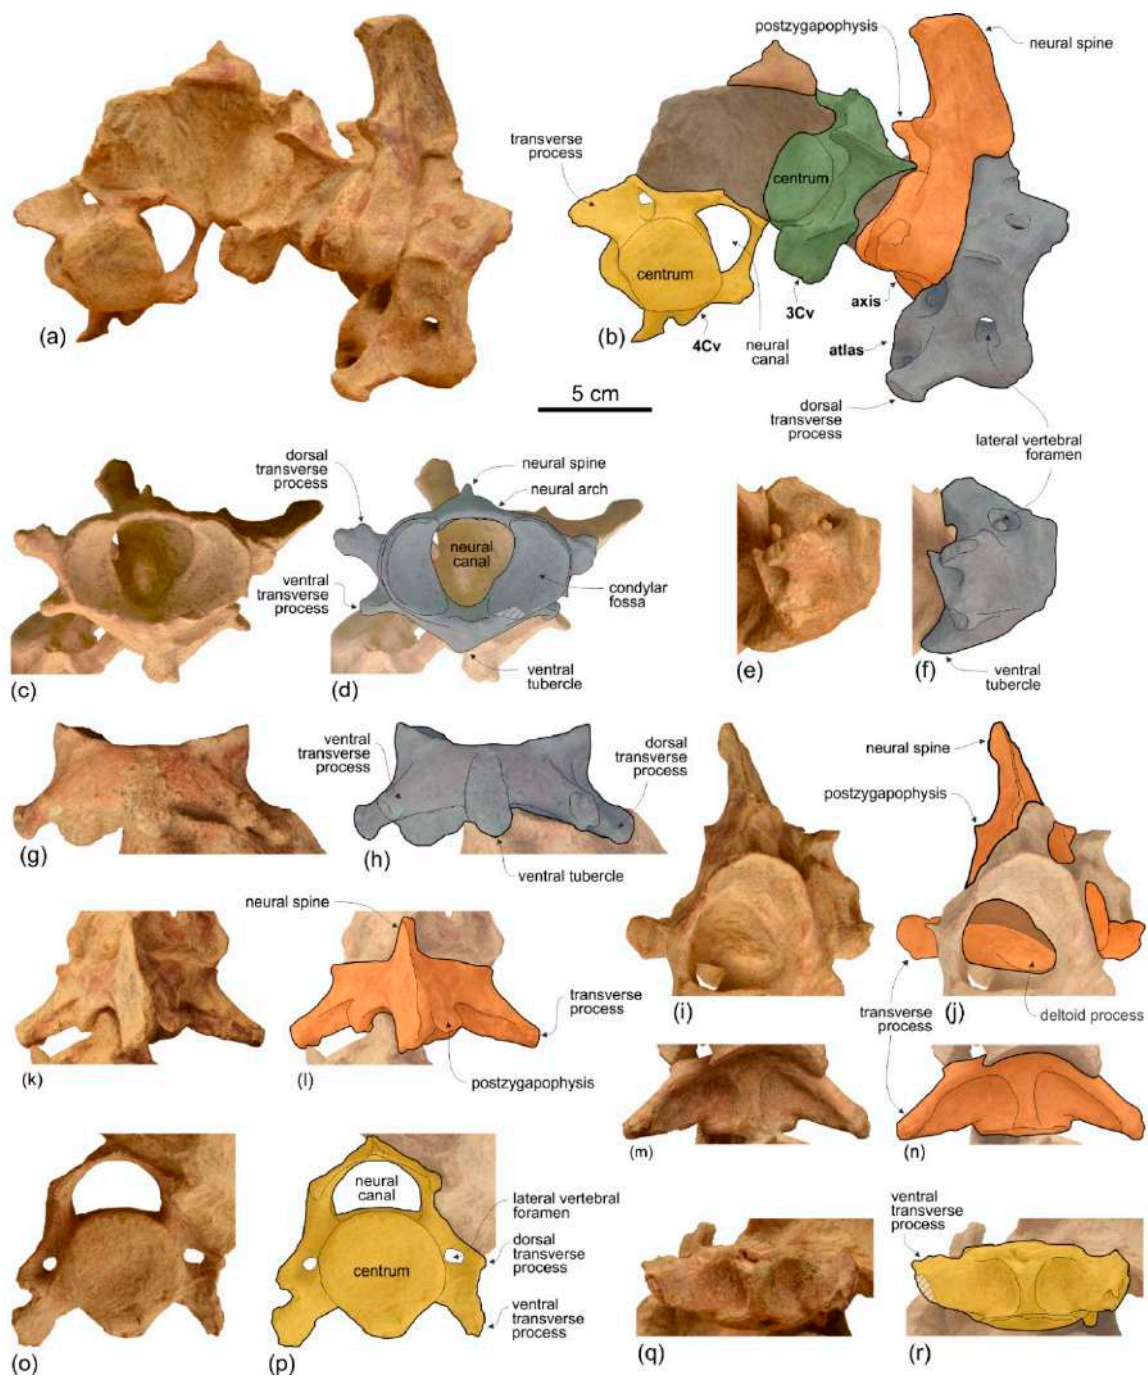 postzygapophysis
neural spine
transverse
process
centrum
centrum
(a)
(b)
4Cv
3Cv
neural
canal
axis
atlas
5 cm
dorsal
transverse
process
lateral vertebral
foramen
dorsal
transverse
process
neural spine
neural arch
neural
canal
ventral
transverse
process
condylar
fossa
ventral
tubercle
(c)
(d)
(e)
(f)
ventral
tubercle
ventral
transverse
process
dorsal
transverse
process
(g)
(h)
ventral tubercle
neural spine
postzygapophysis
(i)
(j)
transverse
process
deltoid process
neural spine
transverse
process
(k)
(l)
postzygapophysis
(m)
(n)
neural
canal
lateral vertebral
foramen
dorsal
transverse
process
centrum
ventral
transverse
process
(o)
(p)
ventral
transverse
process
(q)
(r)